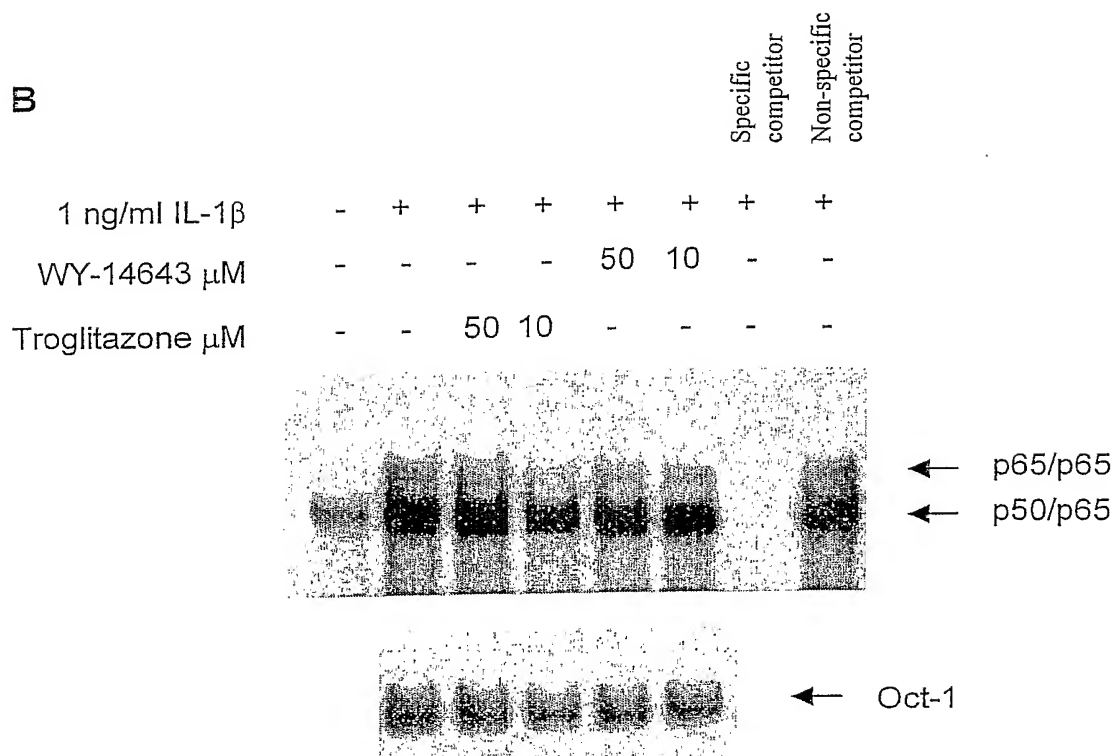 B
Specific
competitor
Non-specific
competitor
1 ng/ml IL-1β - + + + + + + +
WY-14643 μM - - - - 50 10 - -
Troglitazone μM - - 50 10 - - - -
p65/p65
p50/p65
Oct-1